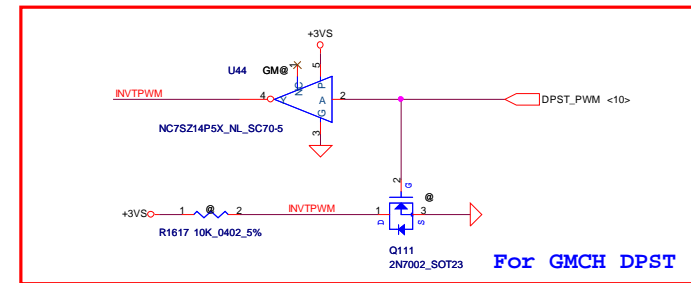 +3VS
U44 GM@
1
NC
5
P
INVTPWM
4
Y
A
2
DPST_PWM <10>
G
3
NC7SZ14P5X_NL_SC70-5
2
G
@
+3VS
1
@
2
INVTPWM
1
3
D
S
R1617 10K_0402_5%
Q111
2N7002_SOT23
For GMCH DPST